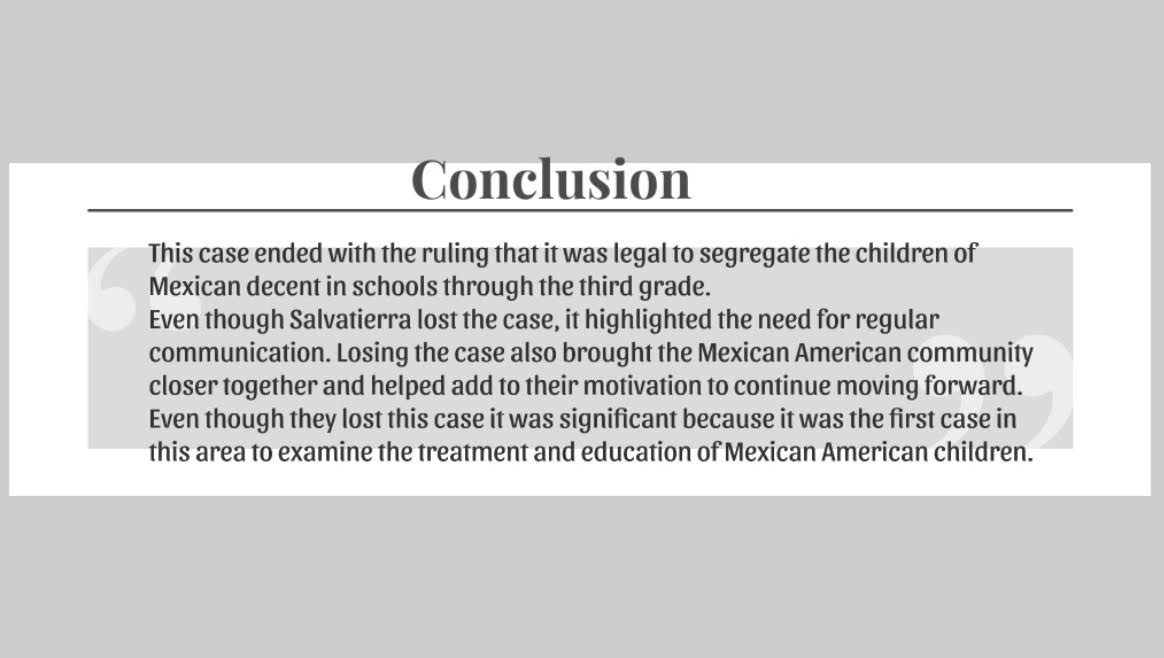 Conclusion
This case ended with the ruling that it was legal to segregate the children of
Mexican decent in schools through the third grade.
Even though Salvatierra lost the case, it highlighted the need for regular
communication. Losing the case also brought the Mexican American community
closer together and helped add to their motivation to continue moving forward.
Even though they lost this case it was significant because it was the first case in
this area to examine the treatment and education of Mexican American children.